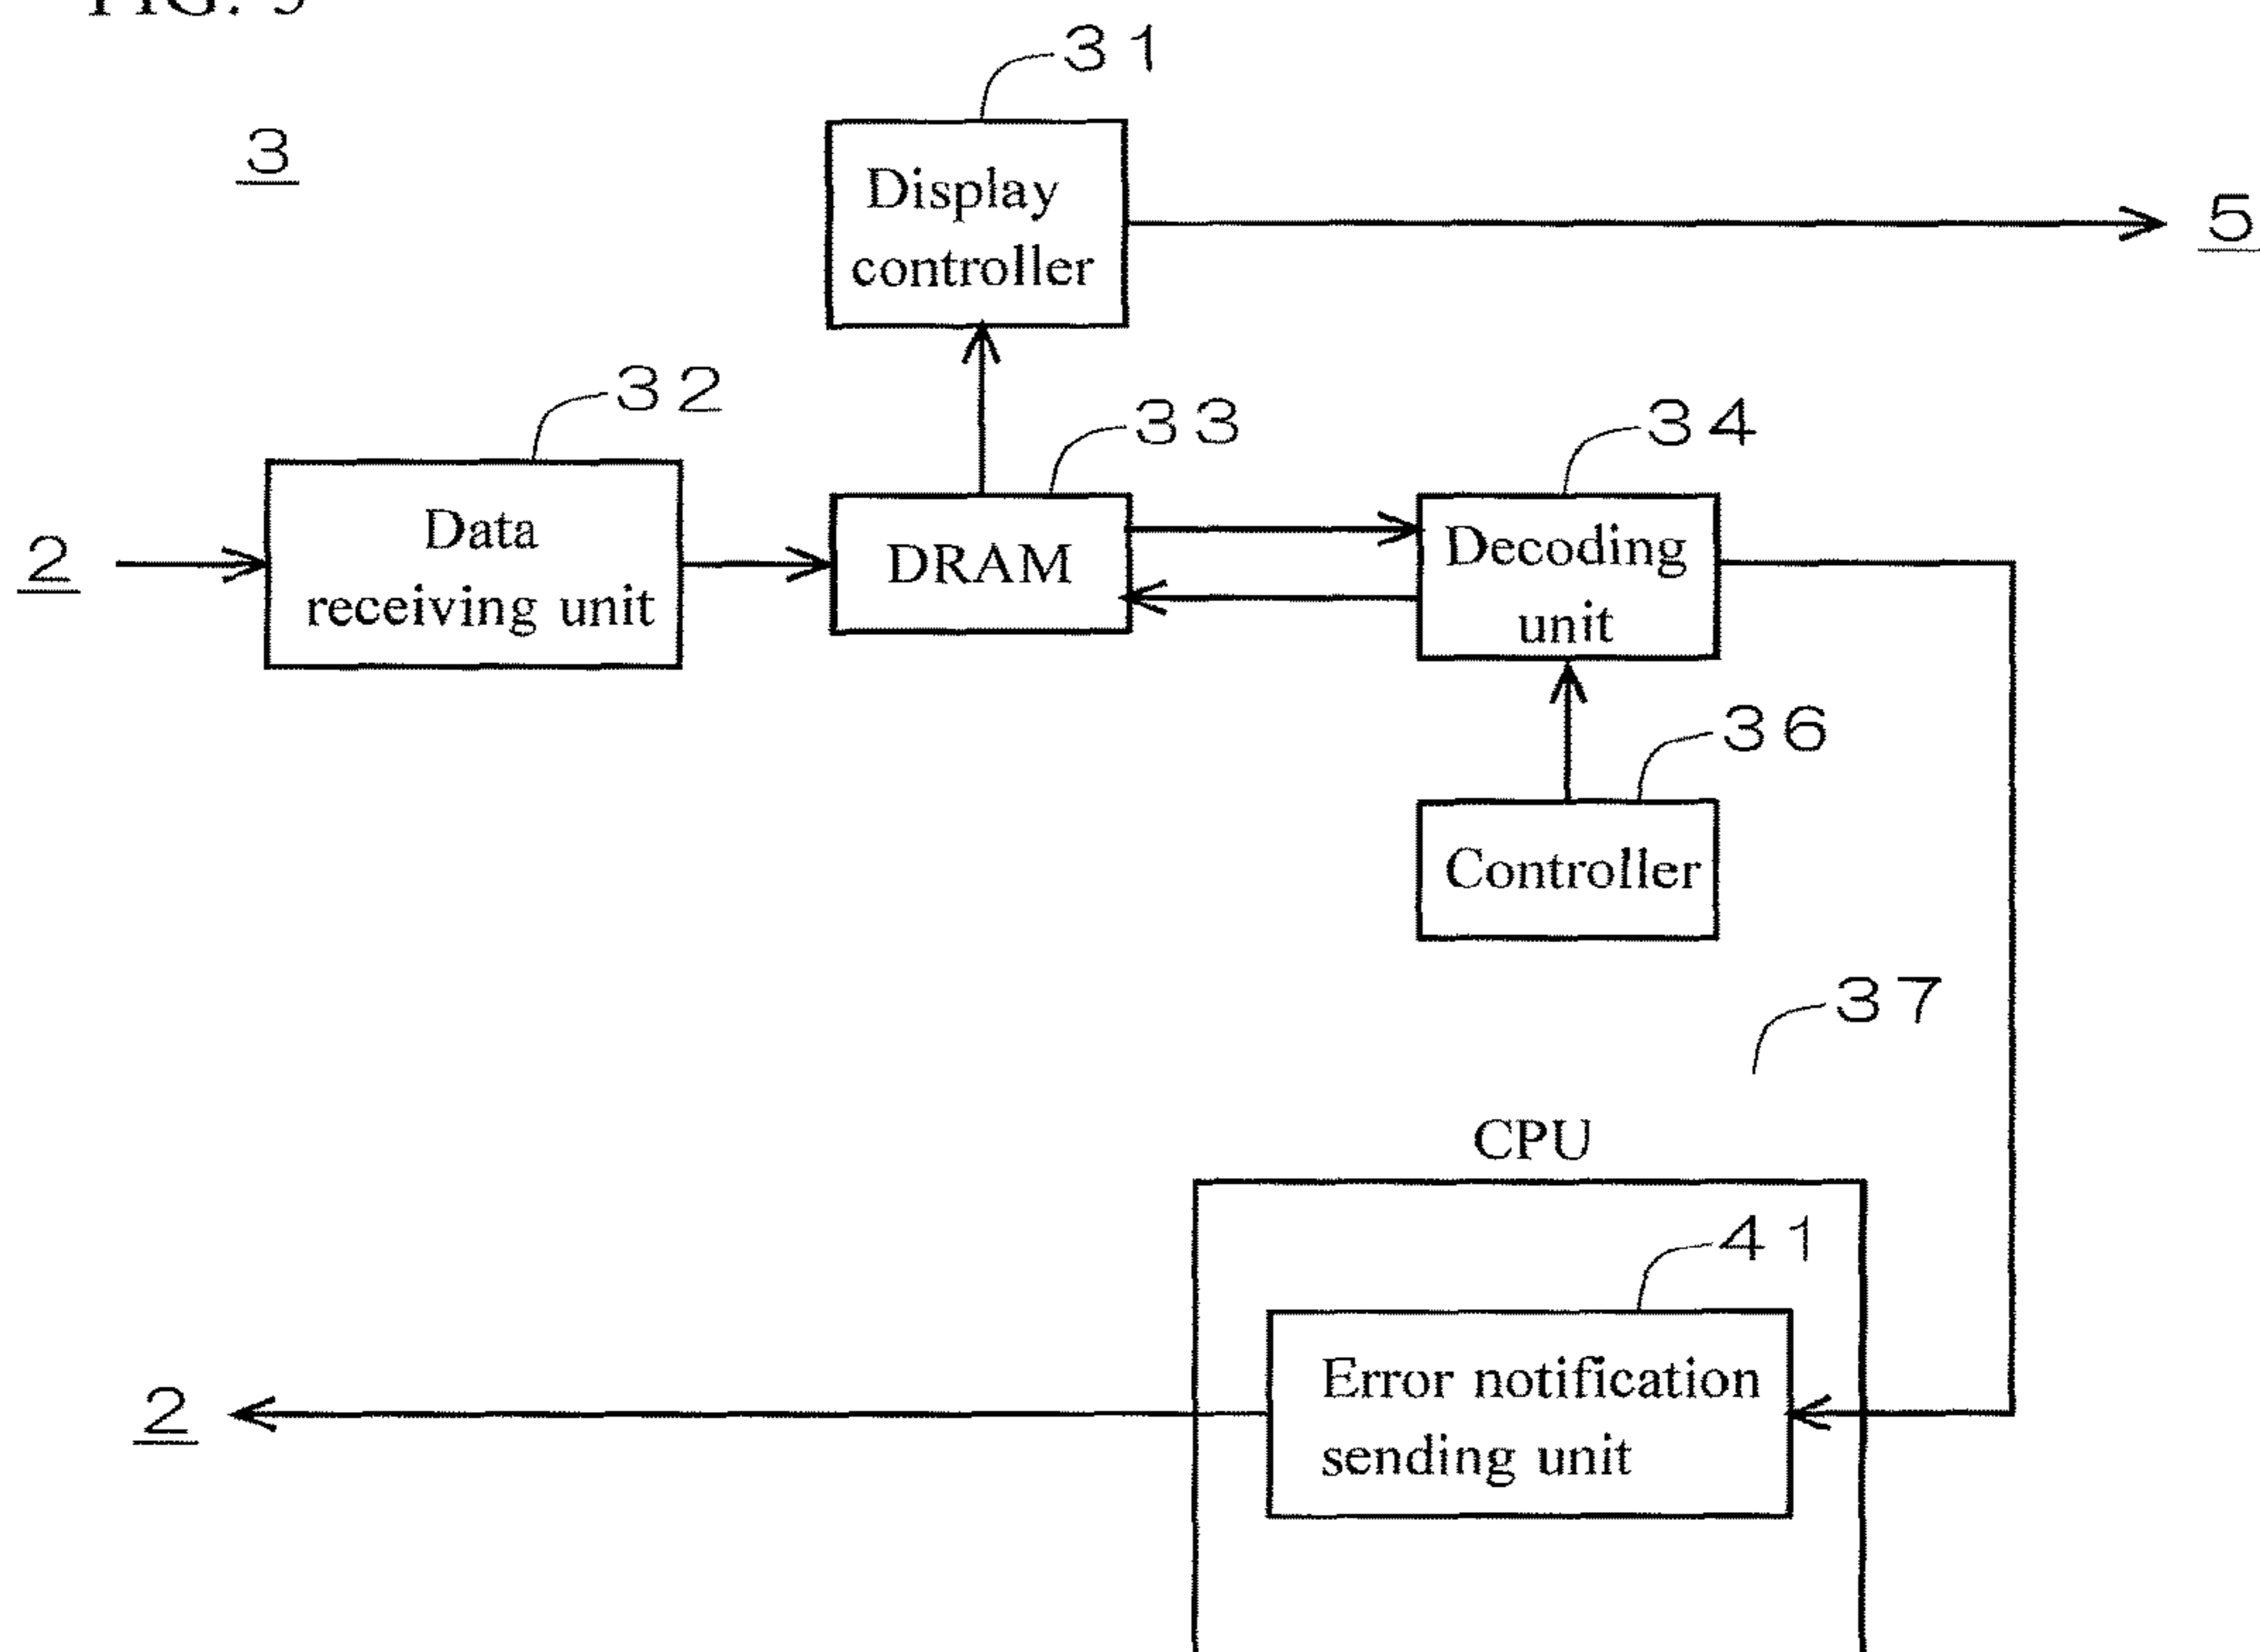 31
3
Display
controller
5
32
33
34
2
Data
receiving unit
DRAM
Decoding
unit
36
Controller
37
CPU
41
2
Error notification
sending unit